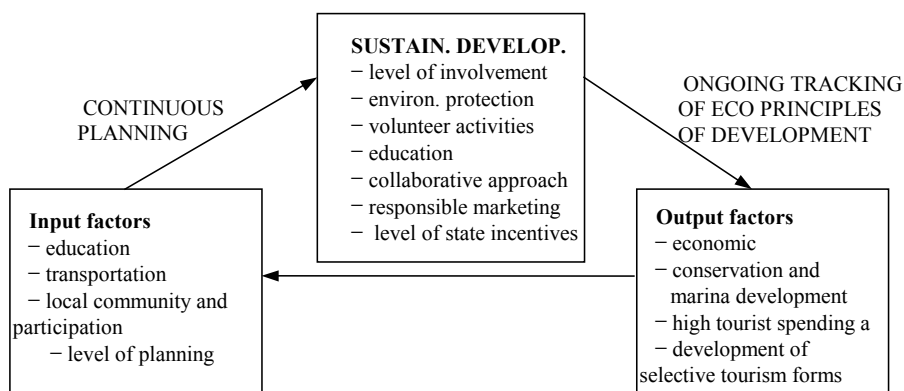 SUSTAIN. DEVELOP.
− level of involvement
− environ. protection
− volunteer activities
− education
− collaborative approach
− responsible marketing
− level of state incentives
CONTINUOUS
PLANNING
ONGOING TRACKING
OF ECO PRINCIPLES
OF DEVELOPMENT
Input factors
− education
− transportation
− local community and
participation
− level of planning
Output factors
− economic
− conservation and
marina development
− high tourist spending a
− development of
selective tourism forms